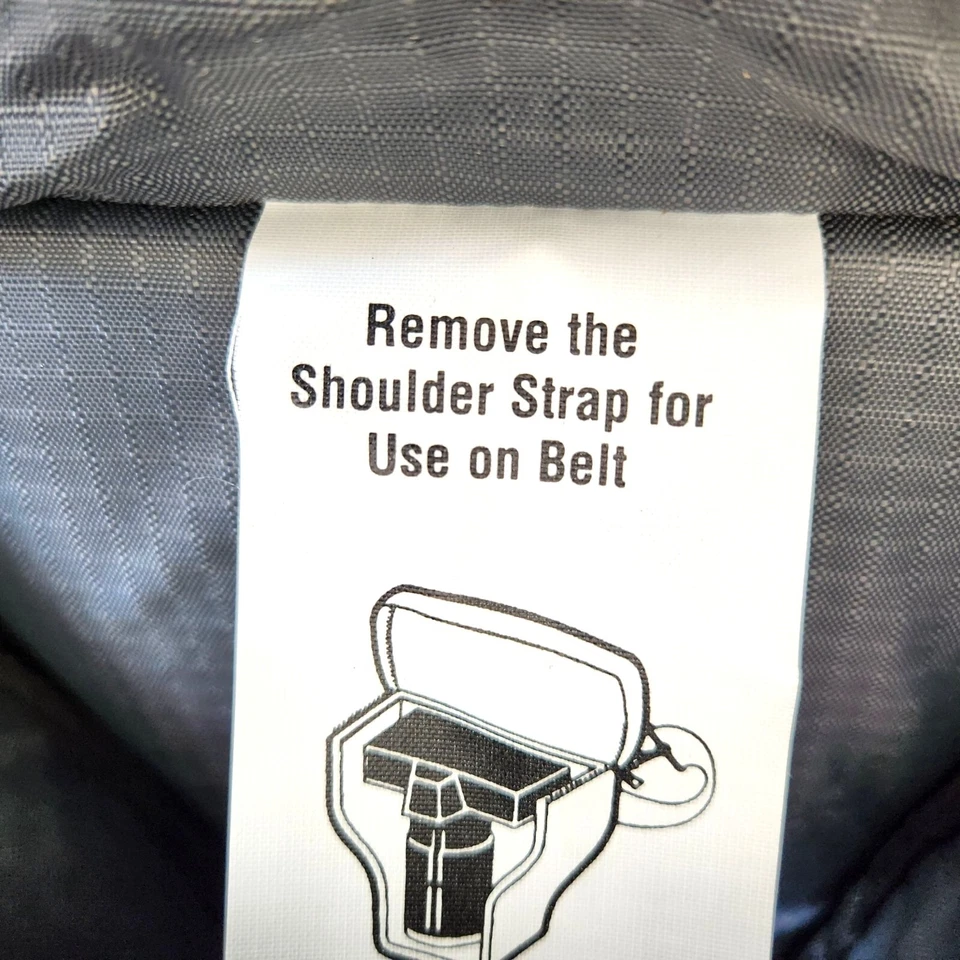 Remove the
Shoulder Strap for
Use on Belt